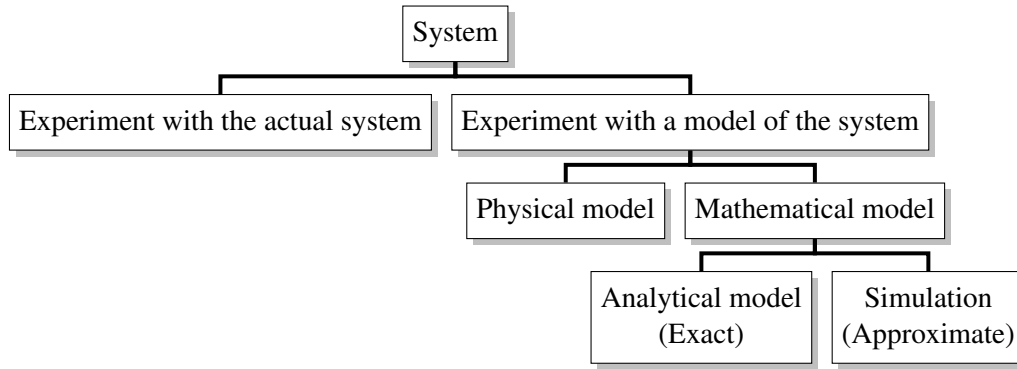 System
Experiment with the actual system
Experiment with a model of the system
Physical model
Mathematical model
Analytical model
(Exact)
Simulation
(Approximate)